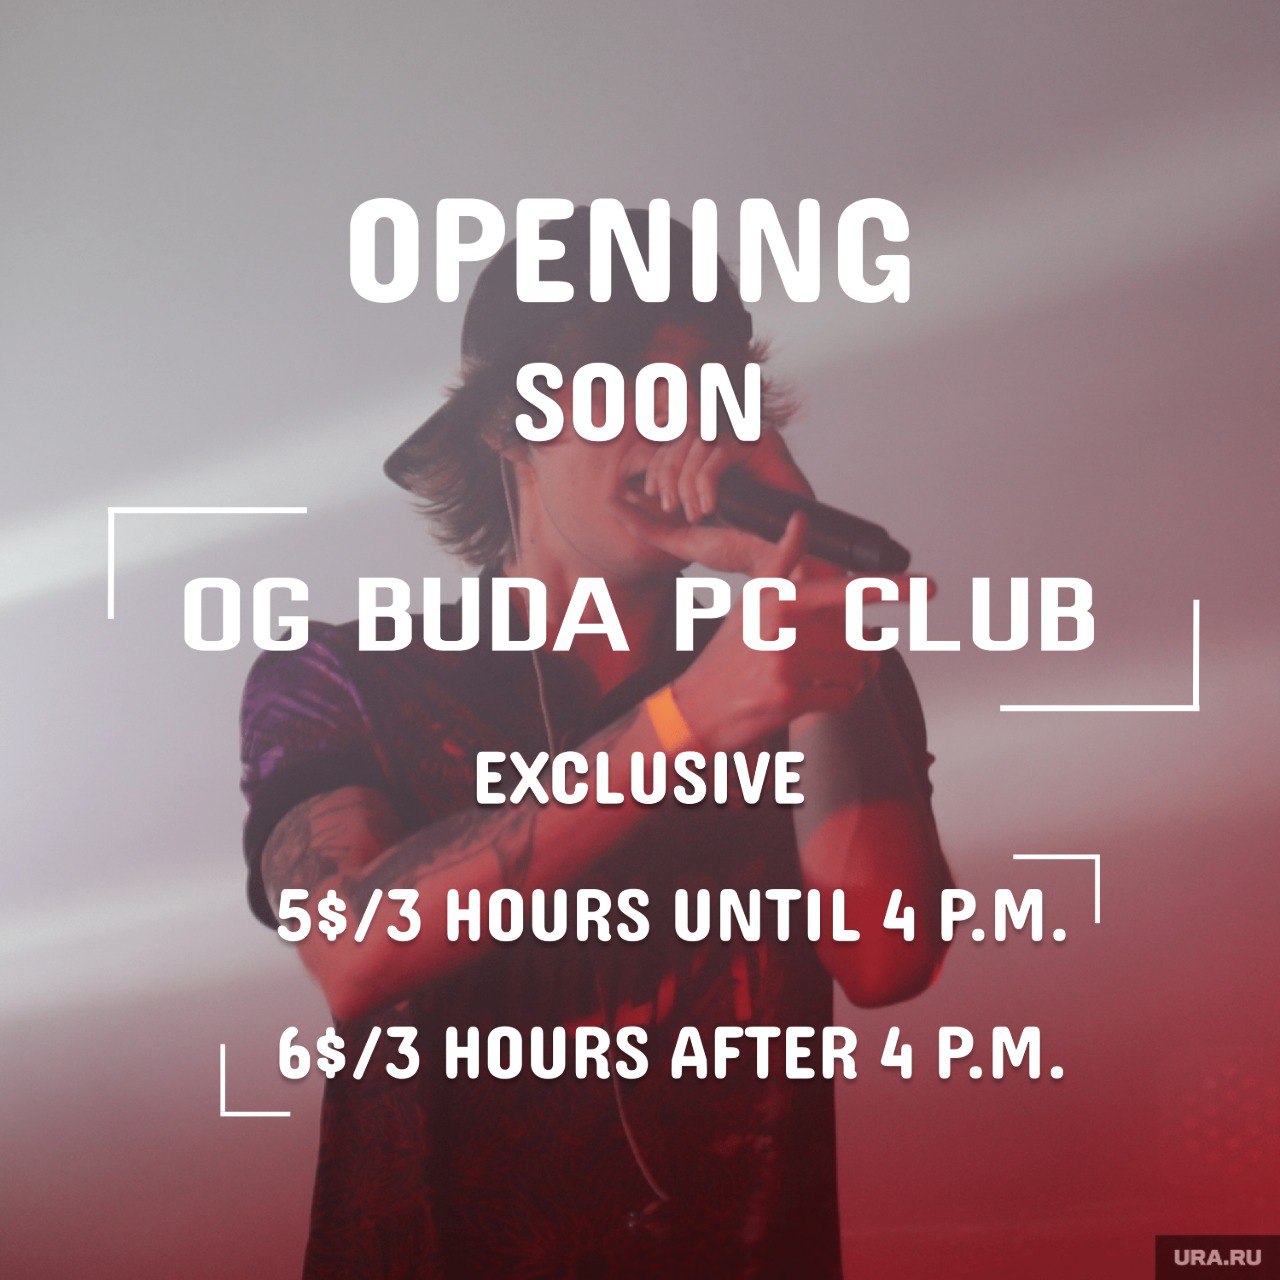 OPENING
SOON
OG BUDA PC CLUB
EXCLUSIVE
5$/3 HOURS UNTIL 4 P.M.
6$/3 HOURS AFTER 4 P.M.
URA.RU